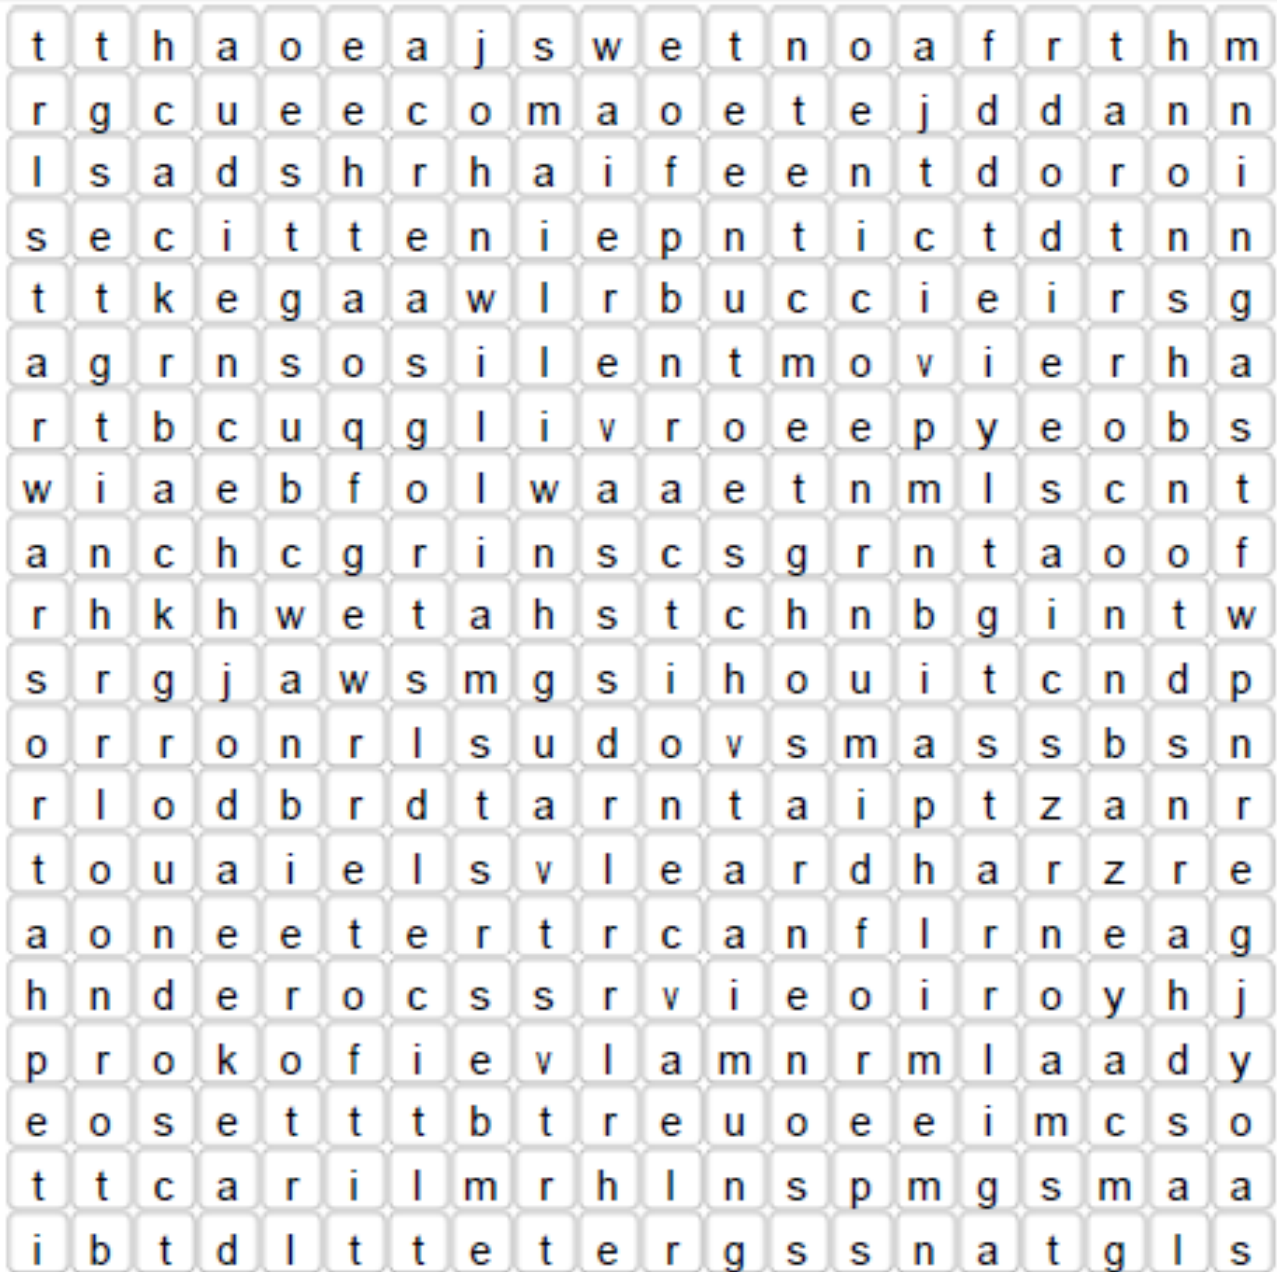 t t h a o e a j s w e t n o a f r t h m
r g c u e e c o m a o e t e j d d a n n
l s a d s h r h a i f e e n t d o r o i
s e c i t t e n i e p n t i c t d t n n
t t k e g a a w l r b u c c i e i r s g
a g r n s o s i l e n t m o v i e r h a
r t b c u q g l i v r o e e p y e o b s
w i a e b f o l w a a e t n m l s c n t
a n c h c g r i n s c s g r n t a o o f
r h k h w e t a h s t c h n b g i n t w
s r g j a w s m g s i h o u i t c n d p
o r r o n r l s u d o v s m a s s b s n
r l o d b r d t a r n t a i p t z a n r
t o u a i e l s v l e a r d h a r z r e
a o n e e t e r t r c a n f l r n e a g
h n d e r o c s s r v i e o i r o y h j
p r o k o f i e v l a m n r m l a a d y
e o s e t t t b t r e u o e e i m c s o
t t c a r i l m r h l n s p m g s m a a
i b t d l t t e t e r g s s n a t g l s